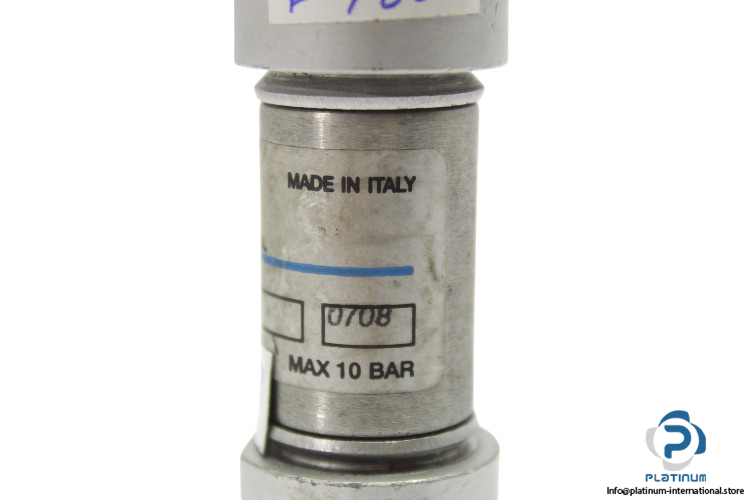 MADE IN ITALY
0708
MAX 10 BAR
PLATINUM
Info@platinum-international.store